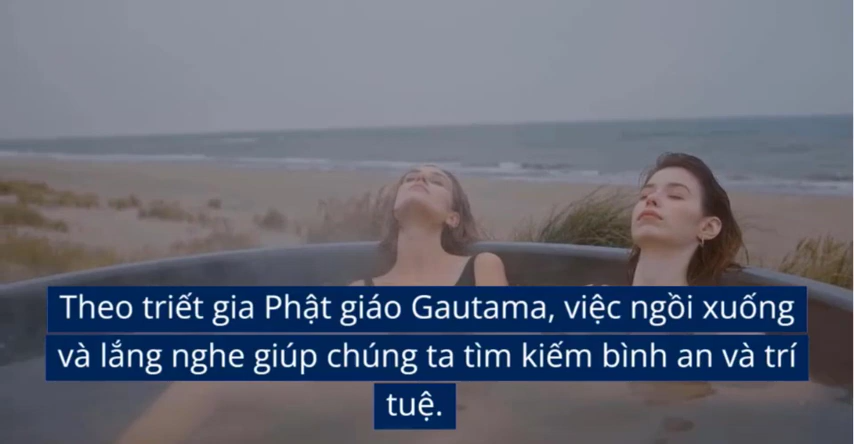 Theo triết gia Phật giáo Gautama, việc ngồi xuống
và lắng nghe giúp chúng ta tìm kiếm bình an và trí
tuệ.